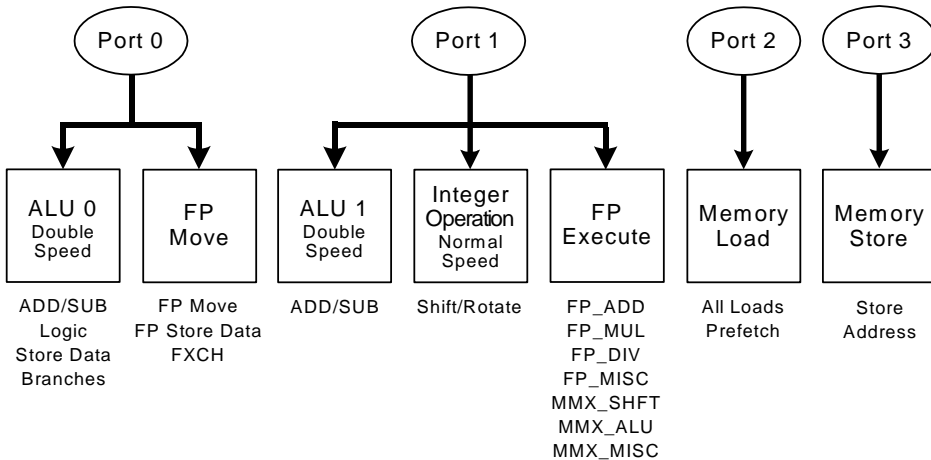 Port 0
Port 1
Port 2
Port 3
ALU 0
Double
Speed
FP
Move
ALU 1
Double
Speed
Integer
Operation
Normal
Speed
FP
Execute
Memory
Load
Memory
Store
ADD/SUB
Logic
Store Data
Branches
FP Move
FP Store Data
FXCH
ADD/SUB
Shift/Rotate
FP_ADD
FP_MUL
FP_DIV
FP_MISC
MMX_SHFT
MMX_ALU
MMX_MISC
All Loads
Prefetch
Store
Address